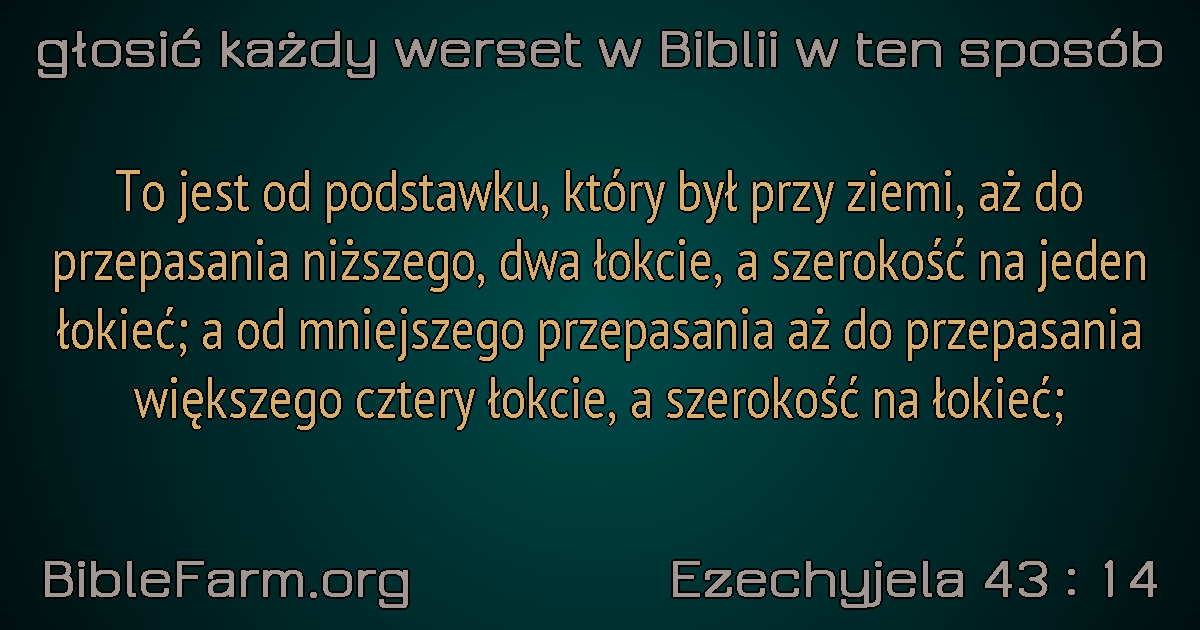 głosić każdy werset w Biblii w ten sposób
To jest od podstawku, który był przy ziemi, aż do
przepasania niższego, dwa łokcie, a szerokość na jeden
łokieć; a od mniejszego przepasania aż do przepasania
większego cztery łokcie, a szerokość na łokieć;
BibleFarm.org
Ezechyjela 43 : 14